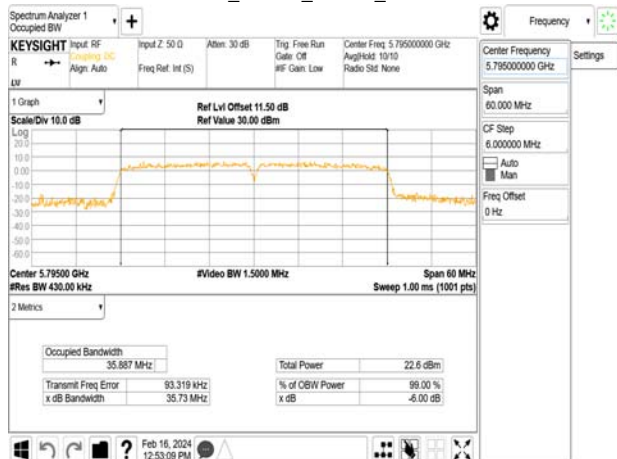 Spectrum Analyzer 1
Occupied BW
Frequency
KEYSIGHT
R
LXI
Input: RF
Coupling: DC
Align: Auto
Input Z: 50 Ω
Freq Ref: Int (S)
Atten: 30 dB
Trig: Free Run
Gate: Off
#IF Gain: Low
Center Freq: 5.795000000 GHz
Avg|Hold: 10/10
Radio Std: None
Center Frequency
5.795000000 GHz
Settings
Span
60.000 MHz
CF Step
6.000000 MHz
Auto
Man
Freq Offset
0 Hz
1 Graph
Scale/Div 10.0 dB
Ref Lvl Offset 11.50 dB
Ref Value 30.00 dBm
Log
20.0
10.0
0.00
-10.0
-20.0
-30.0
-40.0
-50.0
-60.0
Center 5.79500 GHz
#Res BW 430.00 kHz
#Video BW 1.5000 MHz
Span 60 MHz
Sweep 1.00 ms (1001 pts)
2 Metrics
Occupied Bandwidth
35.887 MHz
Total Power 22.6 dBm
Transmit Freq Error 93.319 kHz
% of OBW Power 99.00 %
x dB Bandwidth 35.73 MHz
x dB -6.00 dB
?
Feb 16, 2024
12:53:09 PM